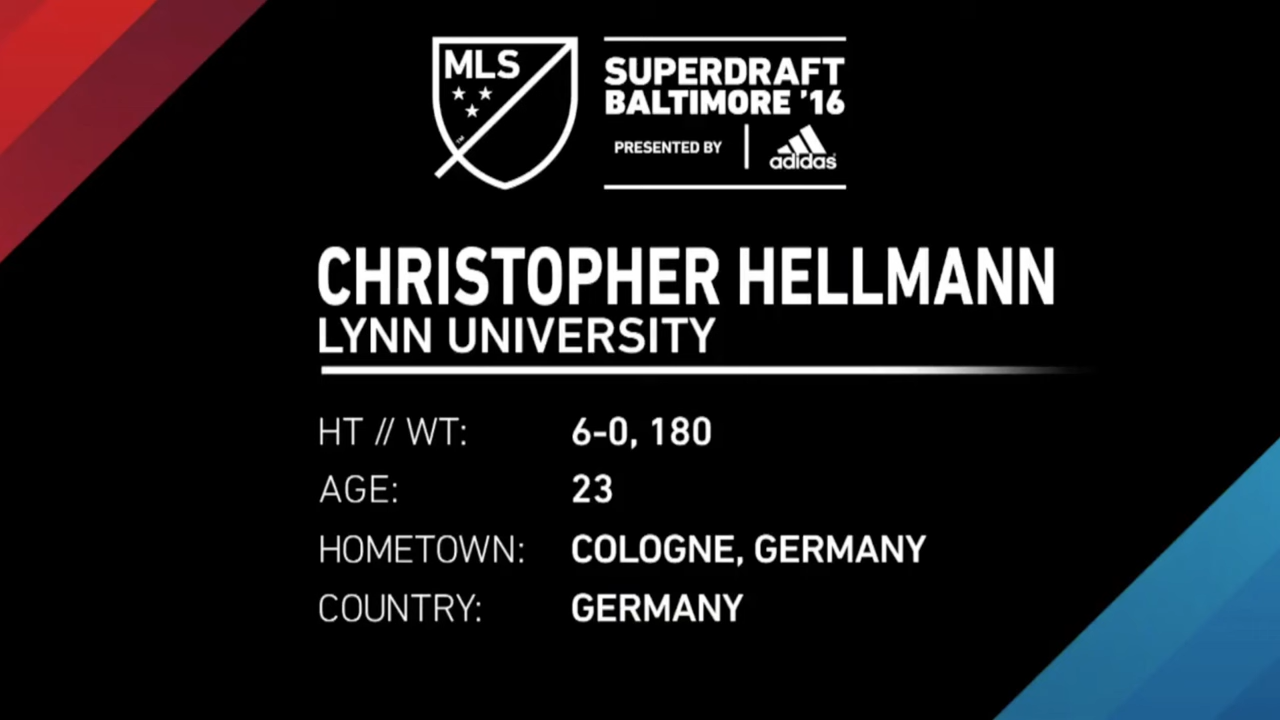 MLS
SUPERDRAFT
BALTIMORE '16
PRESENTED BY
adidas
CHRISTOPHER HELLMANN
LYNN UNIVERSITY
HT // WT: 6-0, 180
AGE: 23
HOMETOWN: COLOGNE, GERMANY
COUNTRY: GERMANY